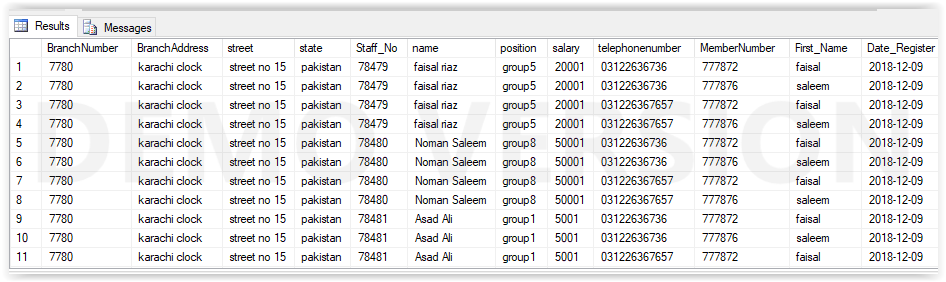 Results Messages
BranchNumber BranchAddress street state Staff_No name position salary telephonenumber MemberNumber First_Name Date_Register
1 7780 karachi clock street no 15 pakistan 78479 faisal riaz group5 20001 03122636736 777872 faisal 2018-12-09
2 7780 karachi clock street no 15 pakistan 78479 faisal riaz group5 20001 03122636736 777876 saleem 2018-12-09
3 7780 karachi clock street no 15 pakistan 78479 faisal riaz group5 20001 031226367657 777872 faisal 2018-12-09
4 7780 karachi clock street no 15 pakistan 78479 faisal riaz group5 20001 031226367657 777876 saleem 2018-12-09
5 7780 karachi clock street no 15 pakistan 78480 Noman Saleem group8 50001 03122636736 777872 faisal 2018-12-09
6 7780 karachi clock street no 15 pakistan 78480 Noman Saleem group8 50001 03122636736 777876 saleem 2018-12-09
7 7780 karachi clock street no 15 pakistan 78480 Noman Saleem group8 50001 031226367657 777872 faisal 2018-12-09
8 7780 karachi clock street no 15 pakistan 78480 Noman Saleem group8 50001 031226367657 777876 saleem 2018-12-09
9 7780 karachi clock street no 15 pakistan 78481 Asad Ali group1 5001 03122636736 777872 faisal 2018-12-09
10 7780 karachi clock street no 15 pakistan 78481 Asad Ali group1 5001 03122636736 777876 saleem 2018-12-09
11 7780 karachi clock street no 15 pakistan 78481 Asad Ali group1 5001 031226367657 777872 faisal 2018-12-09
DEMO VERSION